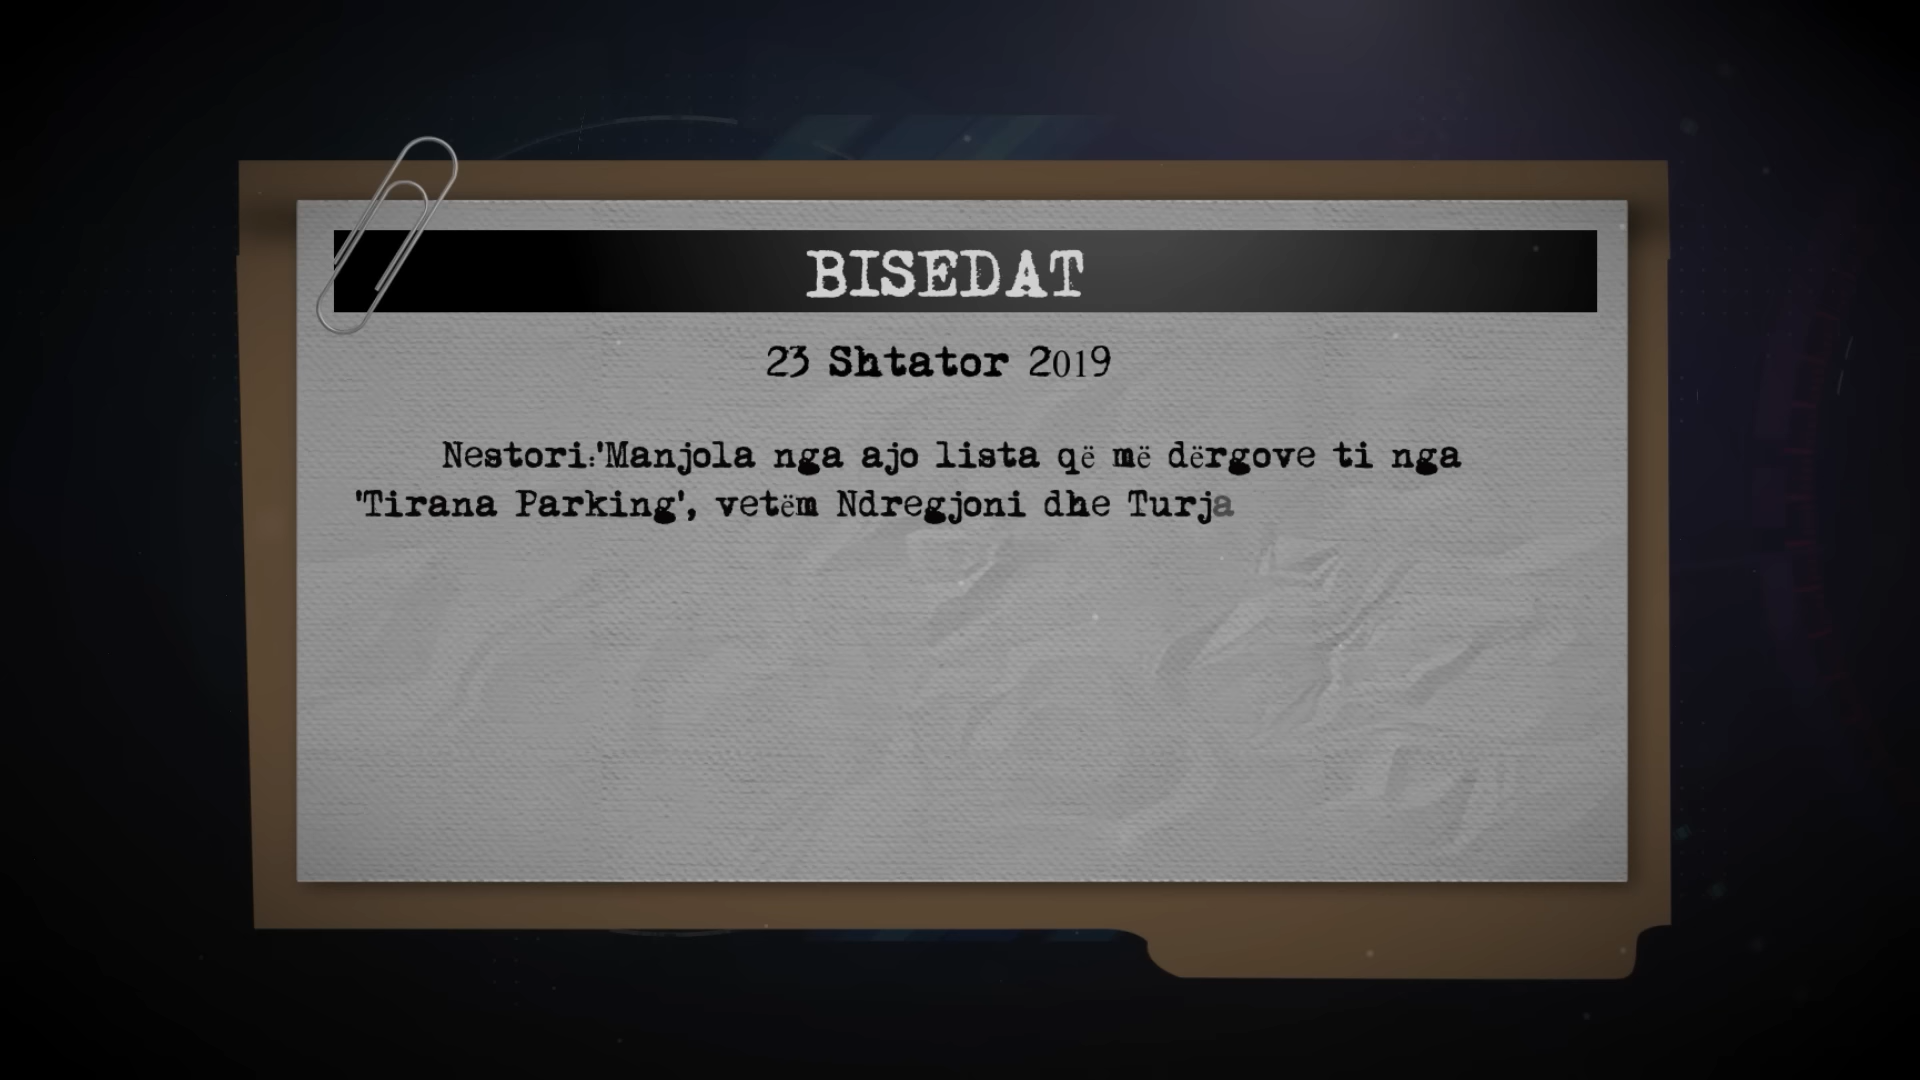 BISEDAT
23 Shtator 2019
Nestori:'Manjola nga ajo lista që më dërgove ti nga
'Tirana Parking', vetëm Ndregjoni dhe Turja